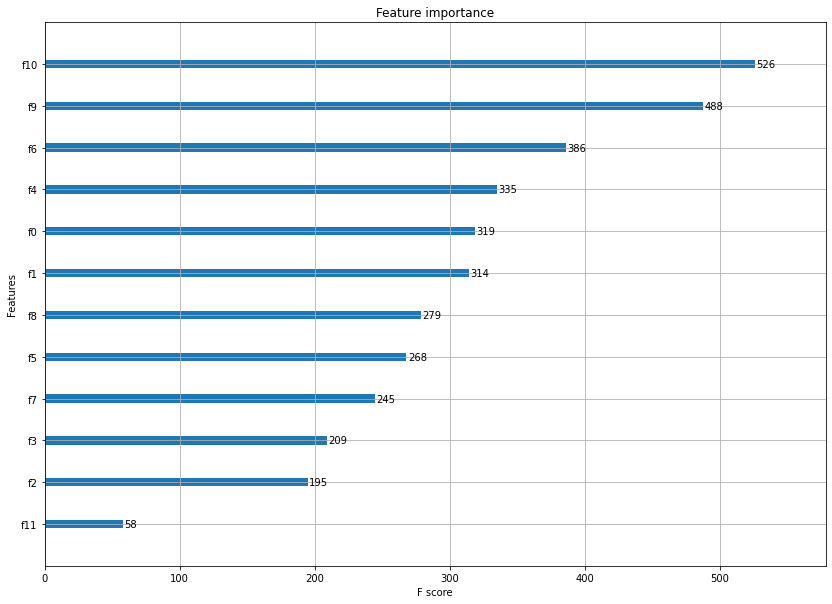 Feature importance
f10 526
f9 488
f6 386
f4 335
f0 319
f1 314
f8 279
f5 268
f7 245
f3 209
f2 195
f11 58
Features
0 100 200 300 400 500
F score